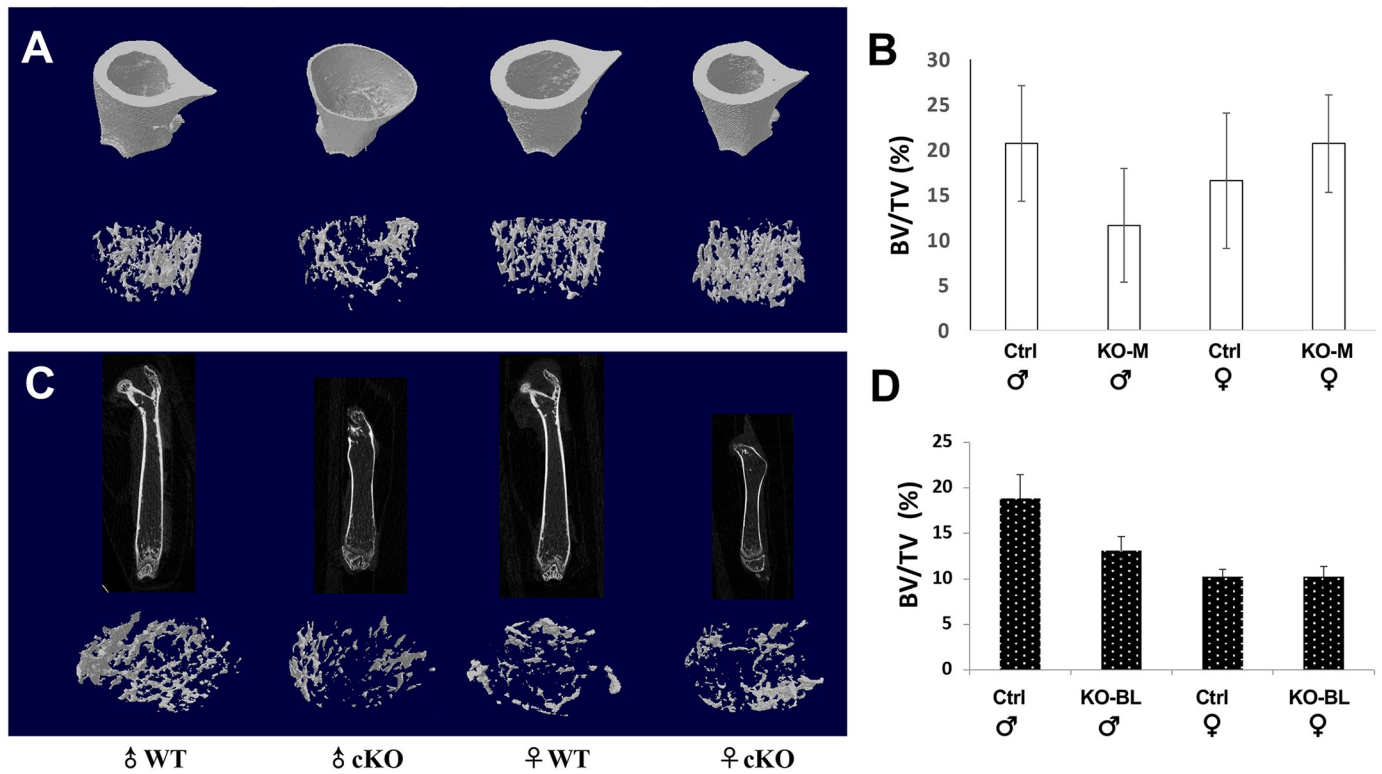 A
B
BV/TV (%)
30
25
20
15
10
5
0
Ctrl KO-M Ctrl KO-M
♂ ♂ ♀ ♀
C
D
BV/TV (%)
25
20
15
10
5
0
Ctrl KO-BL Ctrl KO-BL
♂ ♂ ♀ ♀
♂ WT ♂ cKO ♀ WT ♀ cKO